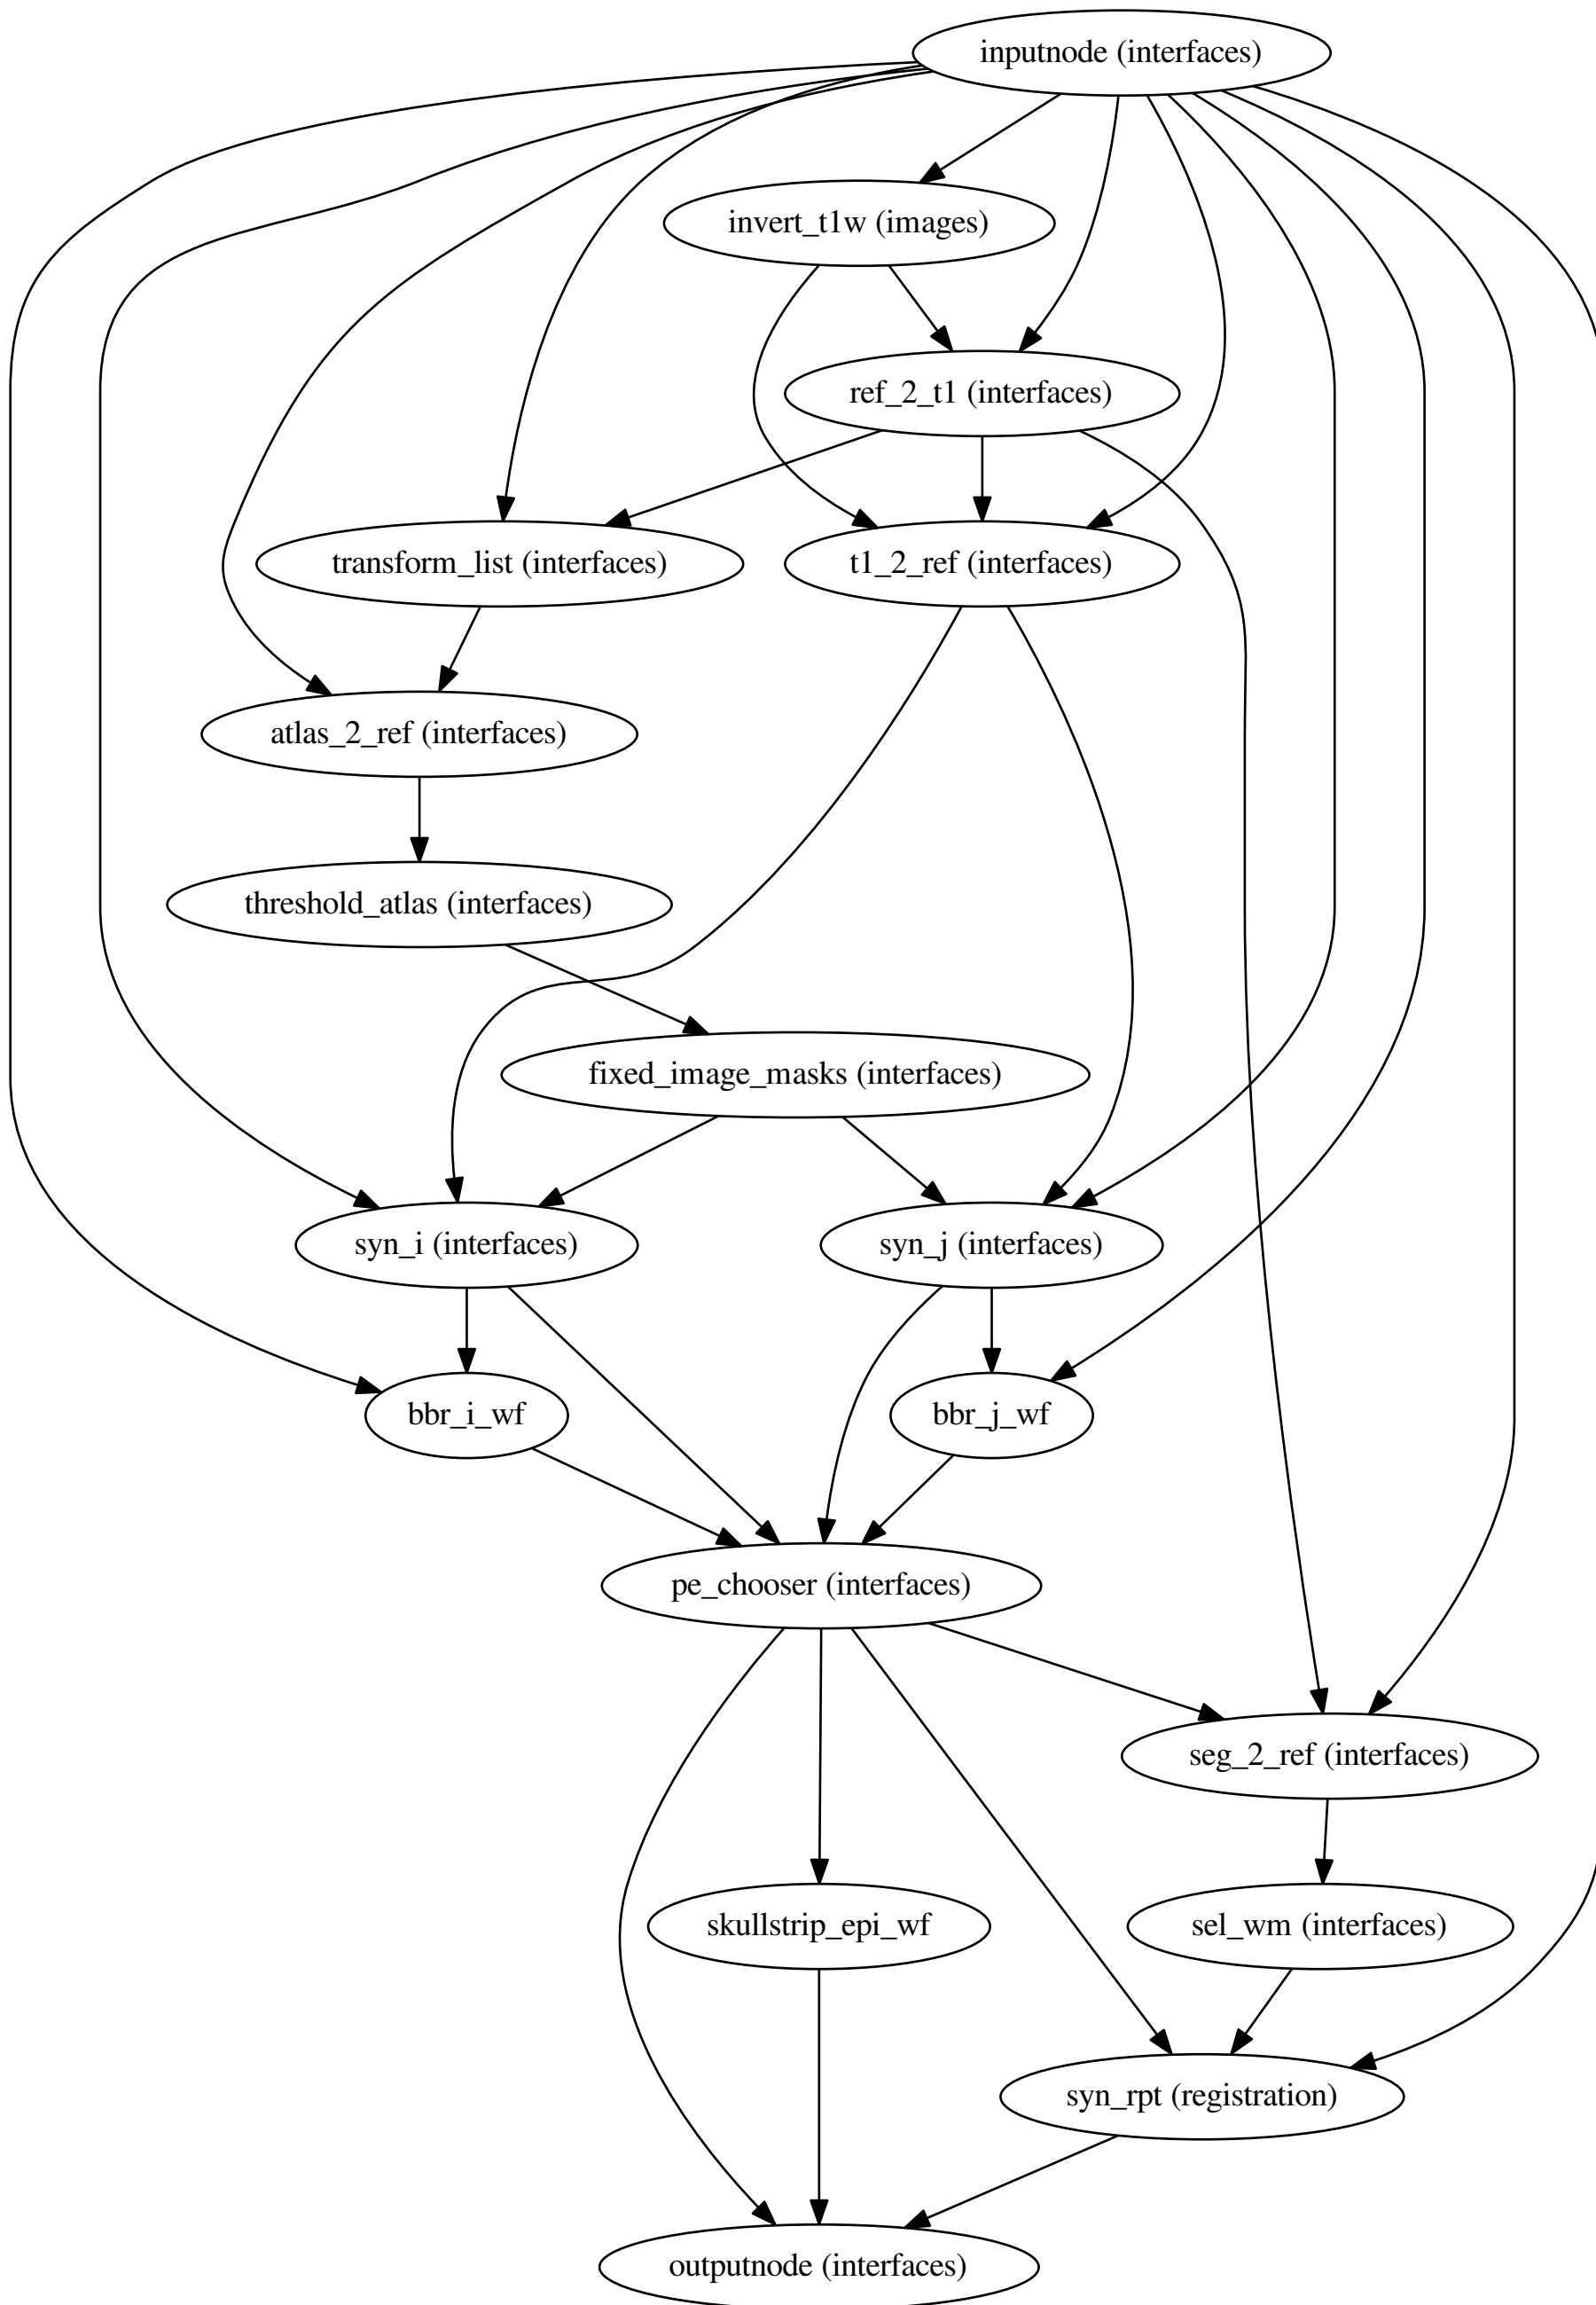 inputnode (interfaces)
invert_t1w (images)
ref_2_t1 (interfaces)
transform_list (interfaces)
t1_2_ref (interfaces)
atlas_2_ref (interfaces)
threshold_atlas (interfaces)
fixed_image_masks (interfaces)
syn_i (interfaces)
syn_j (interfaces)
bbr_i_wf
bbr_j_wf
pe_chooser (interfaces)
seg_2_ref (interfaces)
skullstrip_epi_wf
sel_wm (interfaces)
syn_rpt (registration)
outputnode (interfaces)